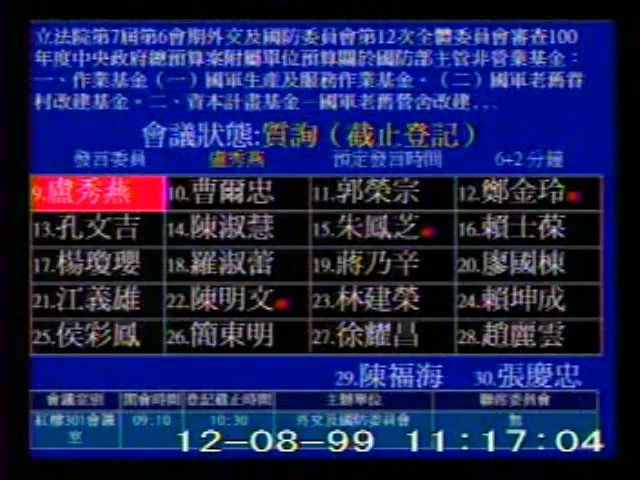 立法院第7屆第6會期外交及國防委員會第12次全體委員會審查100
年度中央政府總預算案附屬單位預算關於國防部主管非營業基金：
一、作業基金（一）國軍生產及服務作業基金。（二）國軍老舊眷
村改建基金。二、資本計畫基金—國軍老舊營舍改建...
會議狀態:質詢（截止登記）
發言委員 盧秀燕 預定發言時間 6+2 分鐘
9.盧秀燕 10.曹爾忠 11.郭榮宗 12.鄭金玲
13.孔文吉 14.陳淑慧 15.朱鳳芝 16.賴士葆
17.楊瓊瓔 18.羅淑蕾 19.蔣乃辛 20.廖國棟
21.江義雄 22.陳明文 23.林建榮 24.賴坤成
25.侯彩鳳 26.簡東明 27.徐耀昌 28.趙麗雲
29.陳福海 30.張慶忠
會議室別 開會時間 登記截止時間 主辦單位 聯席委員會
紅樓301會議 09:10 10:30 外交及國防委員會 無
室
12-08-99 11:17:04